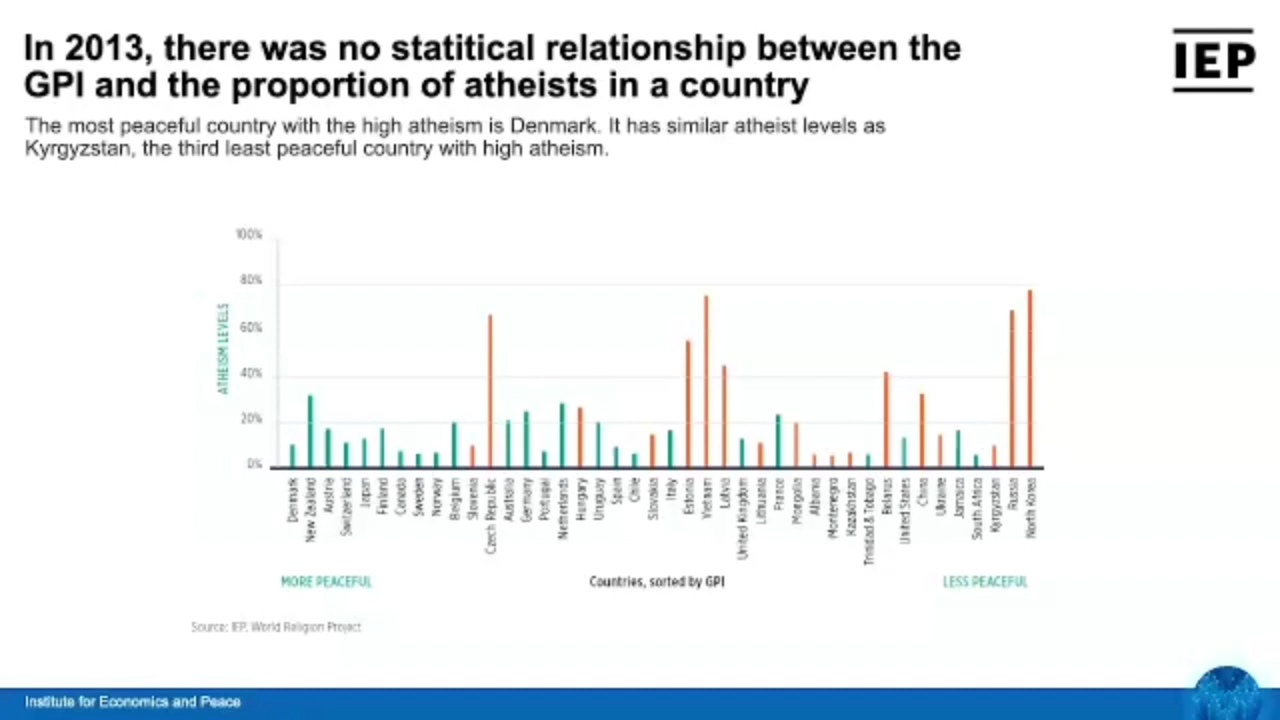 In 2013, there was no statitical relationship between the
GPI and the proportion of atheists in a country
IEP
The most peaceful country with the high atheism is Denmark. It has similar atheist levels as
Kyrgyzstan, the third least peaceful country with high atheism.
100%
80%
60%
40%
20%
0%
ATHEISM LEVELS
Denmark
New Zealand
Austria
Switzerland
Japan
Finland
Canada
Sweden
Norway
Belgium
Slovenia
Czech Republic
Australia
Germany
Portugal
Netherlands
Hungary
Uruguay
Spain
Chile
Slovakia
Italy
Estonia
Vietnam
Latvia
United Kingdom
Lithuania
France
Mongolia
Albania
Montenegro
Kazakhstan
Trinidad & Tobago
Belarus
United States
China
Ukraine
Jamaica
South Africa
Kyrgyzstan
Russia
North Korea
MORE PEACEFUL
Countries, sorted by GPI
LESS PEACEFUL
Source: IEP, World Religion Project
Institute for Economics and Peace